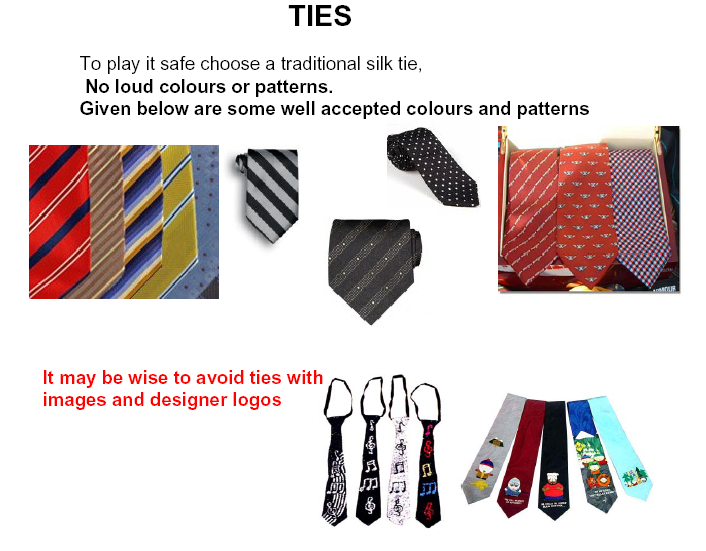 TIES
To play it safe choose a traditional silk tie,
No loud colours or patterns.
Given below are some well accepted colours and patterns
It may be wise to avoid ties with
images and designer logos